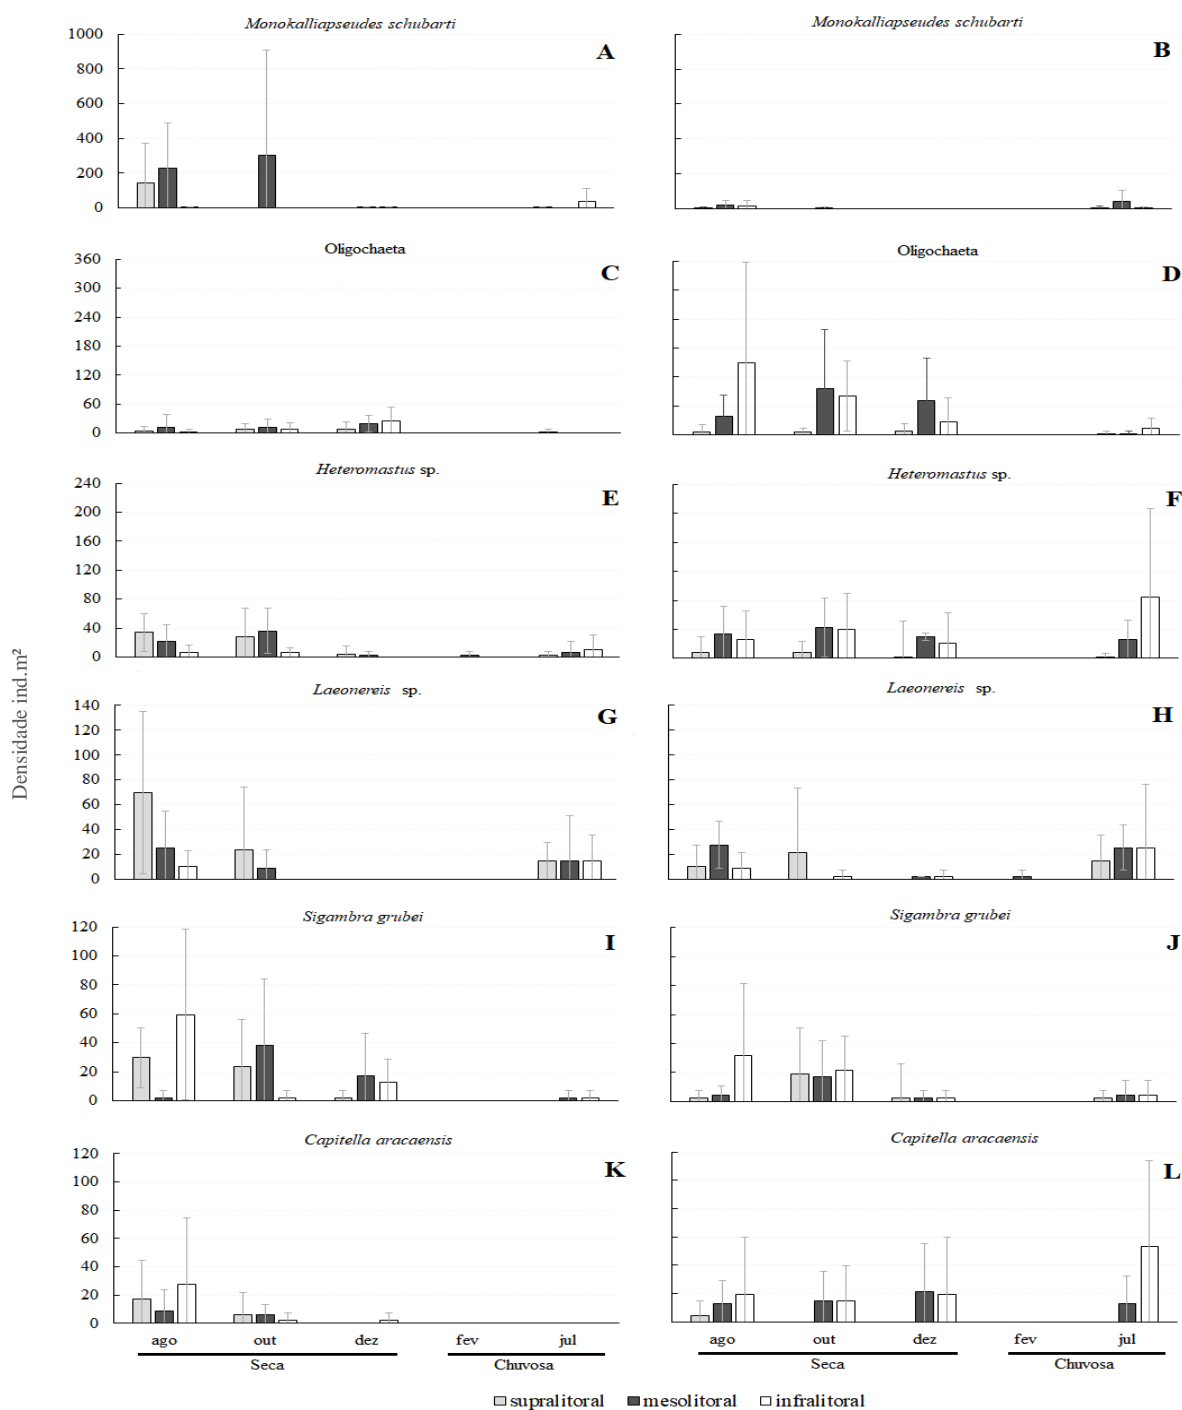 Monokalliapseudes schubarti
A
1000
800
600
400
200
0
Monokalliapseudes schubarti
B
Oligochaeta
C
360
300
240
180
120
60
0
Oligochaeta
D
Heteromastus sp.
E
240
200
160
120
80
40
0
Heteromastus sp.
F
Densidade ind.m²
Laeonereis sp.
G
140
120
100
80
60
40
20
0
Laeonereis sp.
H
Sigambra grubei
I
120
100
80
60
40
20
0
Sigambra grubei
J
Capitella aracaensis
K
120
100
80
60
40
20
0
Capitella aracaensis
L
ago out dez fev jul
Seca Chuvosa
ago out dez fev jul
Seca Chuvosa
supralitoral mesolitoral infralitoral